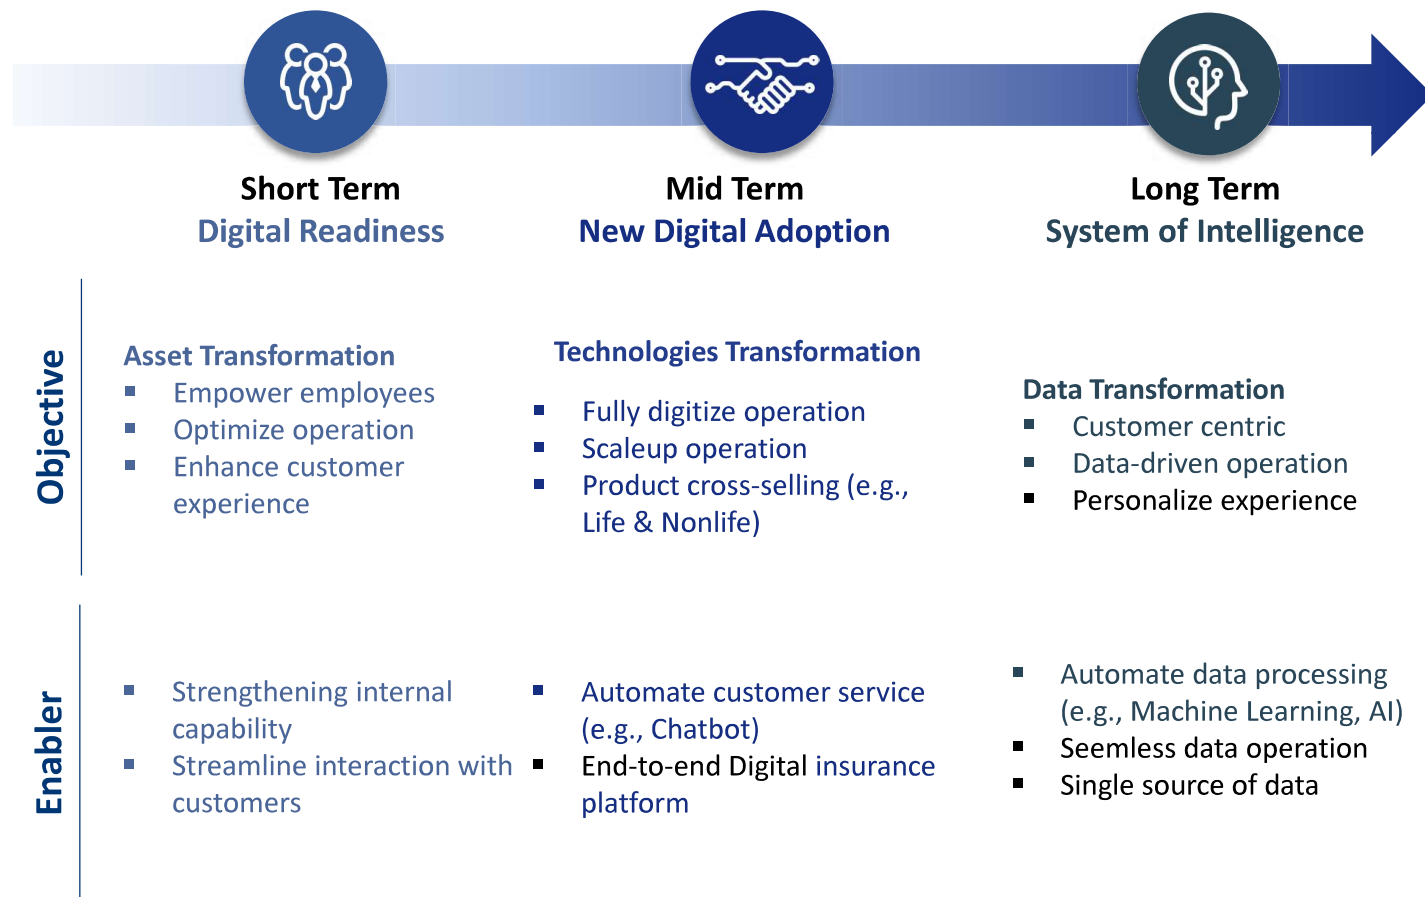 Short Term
Digital Readiness
Mid Term
New Digital Adoption
Long Term
System of Intelligence
Objective
Asset Transformation
Empower employees
Optimize operation
Enhance customer
experience
Technologies Transformation
Fully digitize operation
Scaleup operation
Product cross-selling (e.g.,
Life & Nonlife)
Data Transformation
Customer centric
Data-driven operation
Personalize experience
Enabler
Strengthening internal
capability
Streamline interaction with
customers
Automate customer service
(e.g., Chatbot)
End-to-end Digital insurance
platform
Automate data processing
(e.g., Machine Learning, AI)
Seemless data operation
Single source of data